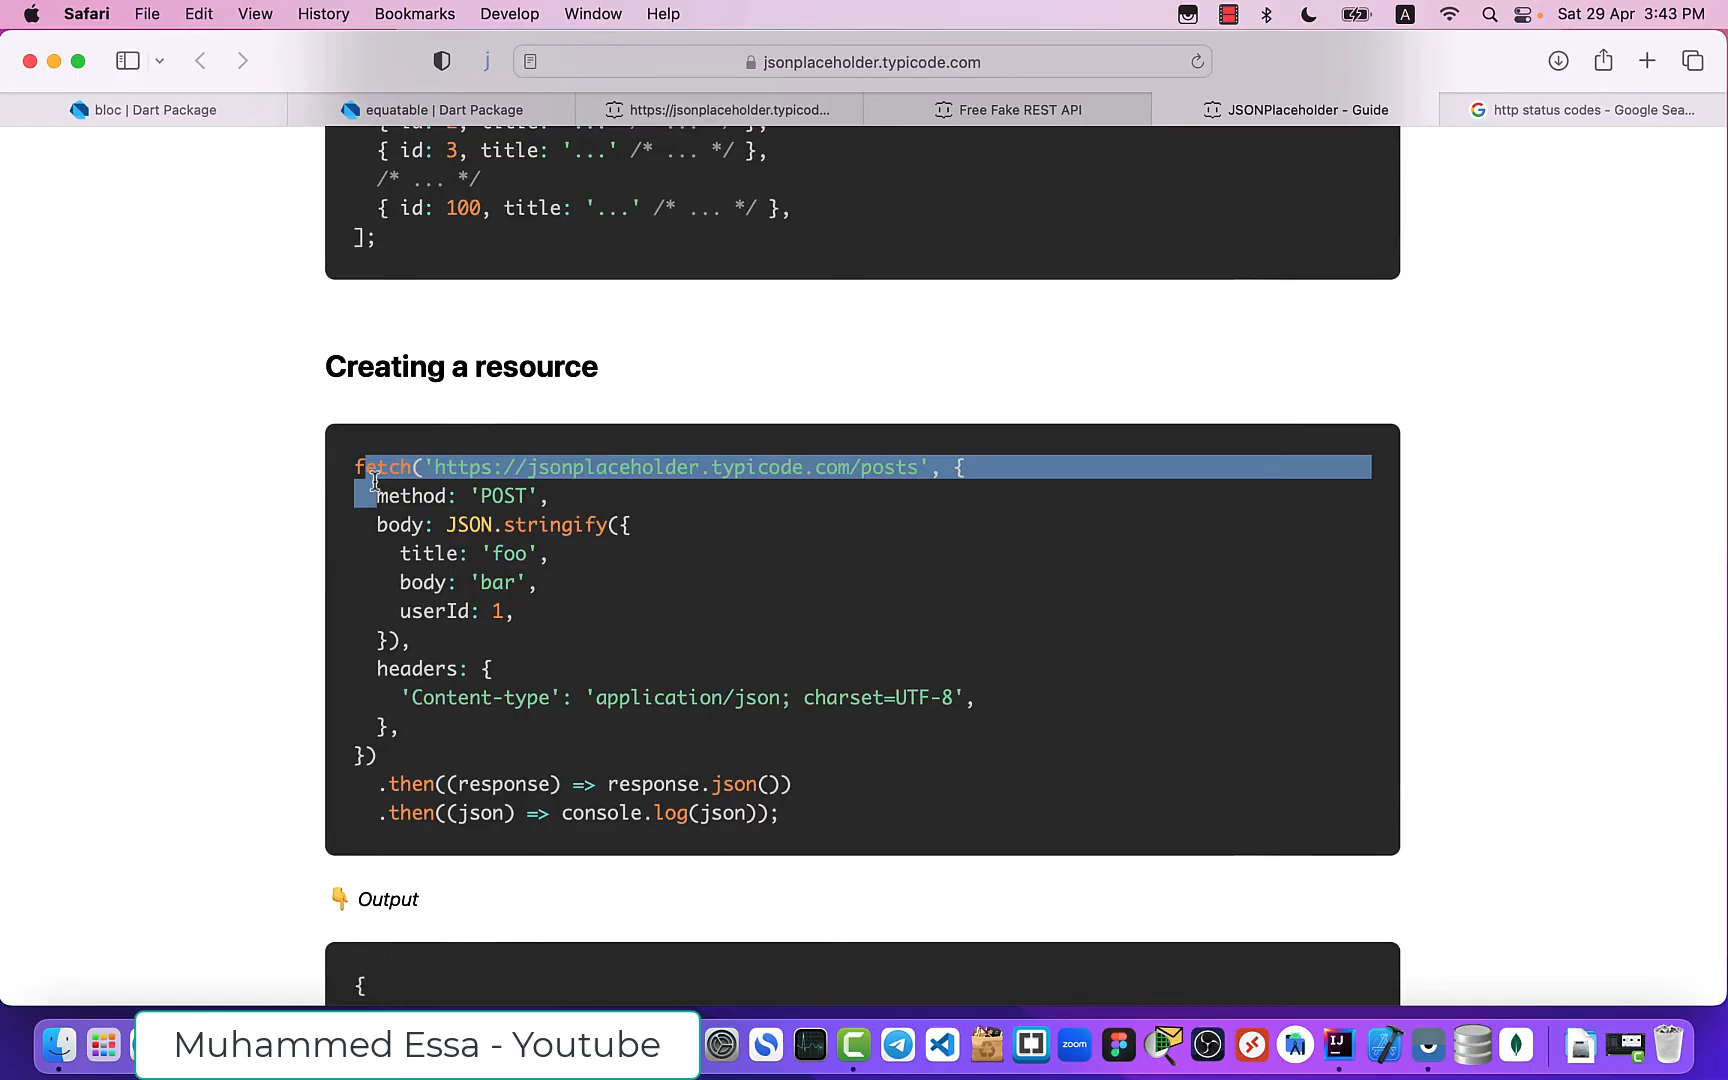 Safari File Edit View History Bookmarks Develop Window Help A Sat 29 Apr 3:43 PM
j jsonplaceholder.typicode.com
bloc | Dart Package equatable | Dart Package https://jsonplaceholder.typicod... Free Fake REST API JSONPlaceholder - Guide http status codes - Google Sea...
{ id: 3, title: '...' /* ... */ },
/* ... */
{ id: 100, title: '...' /* ... */ },
];
Creating a resource
fetch('https://jsonplaceholder.typicode.com/posts', {
method: 'POST',
body: JSON.stringify({
title: 'foo',
body: 'bar',
userId: 1,
}),
headers: {
'Content-type': 'application/json; charset=UTF-8',
},
})
.then((response) => response.json())
.then((json) => console.log(json));
👇 Output
{
Muhammed Essa - Youtube
zoom
IJ